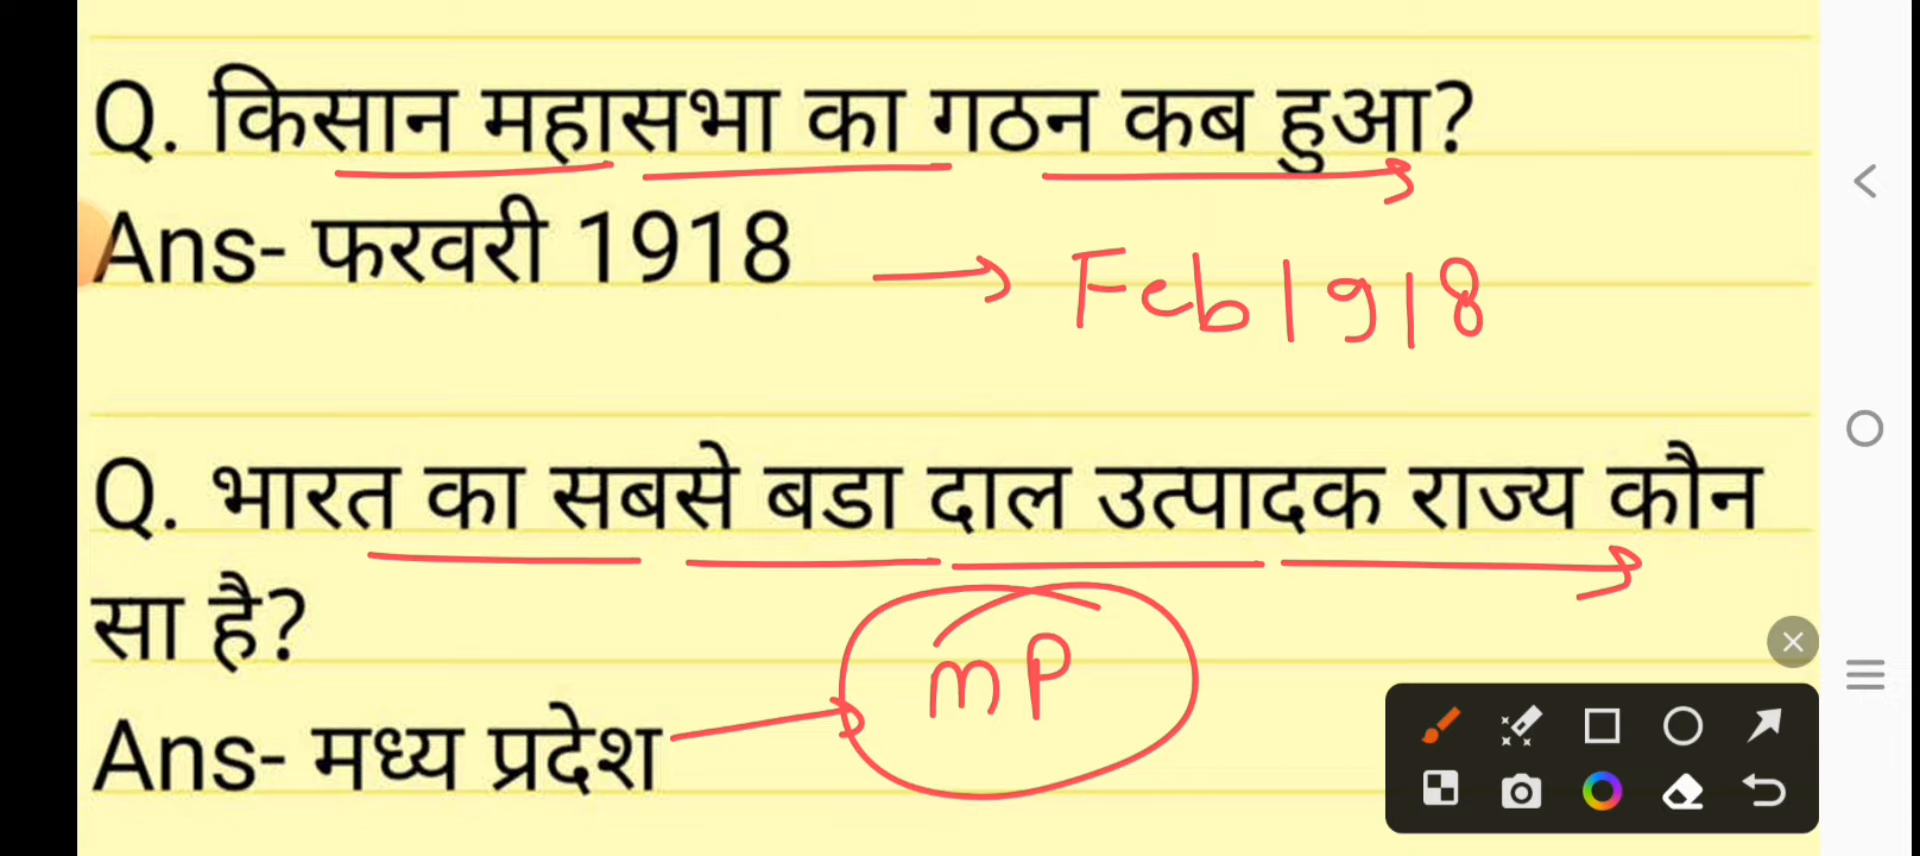 Q. किसान महासभा का गठन कब हुआ?
Ans- फरवरी 1918
Feb 1918
Q. भारत का सबसे बडा दाल उत्पादक राज्य कौन
सा है?
mP
Ans- मध्य प्रदेश